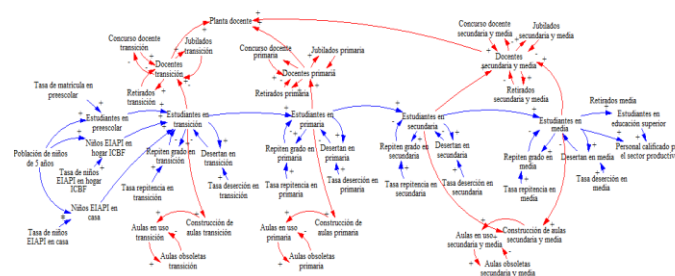 Planta docente
Concurso docente
transición
Jubilados
transición
Docentes
transición
Retirados
transición
Concurso docente
primaria
Jubilados
primaria
Docentes primaria
Retirados primaria
Concurso docente
secundaria y media
Jubilados
secundaria y media
Docentes
secundaria y media
Retirados
secundaria y media
Tasa de matricula en
preescolar
Estudiantes en
preescolar
Población de niños
de 5 años
Niños EIAPI en
hogar ICBF
Tasa de niños
EIAPI en hogar
ICBF
Niños EIAPI en casa
Tasa de niños
EIAPI en casa
Estudiantes en
transición
Repiten grado en
transición
Desertan en
transición
Tasa repitencia en
transición
Tasa deserción en
transición
Estudiantes en
primaria
Repiten grado en
primaria
Desertan en
primaria
Tasa repitencia en
primaria
Tasa deserción en
primaria
Estudiantes en
secundaria
Repiten grado en
secundaria
Desertan en
secundaria
Tasa repitencia en
secundaria
Tasa deserción en
secundaria
Estudiantes en
media
Repiten grado en
media
Desertan en media
Tasa repitencia en
media
Tasa deserción en
media
Retirados media
Estudiantes en
educación superior
Personal calificado p
el sector productiv
Aulas en uso
transición
Construcción de
aulas transición
Aulas obsoletas
transición
Aulas en uso
primaria
Construcción de
aulas primaria
Aulas obsoletas
primaria
Aulas en uso
secundaria y media
Construcción de aulas
secundaria y media
Aulas obsoletas
secundaria y media